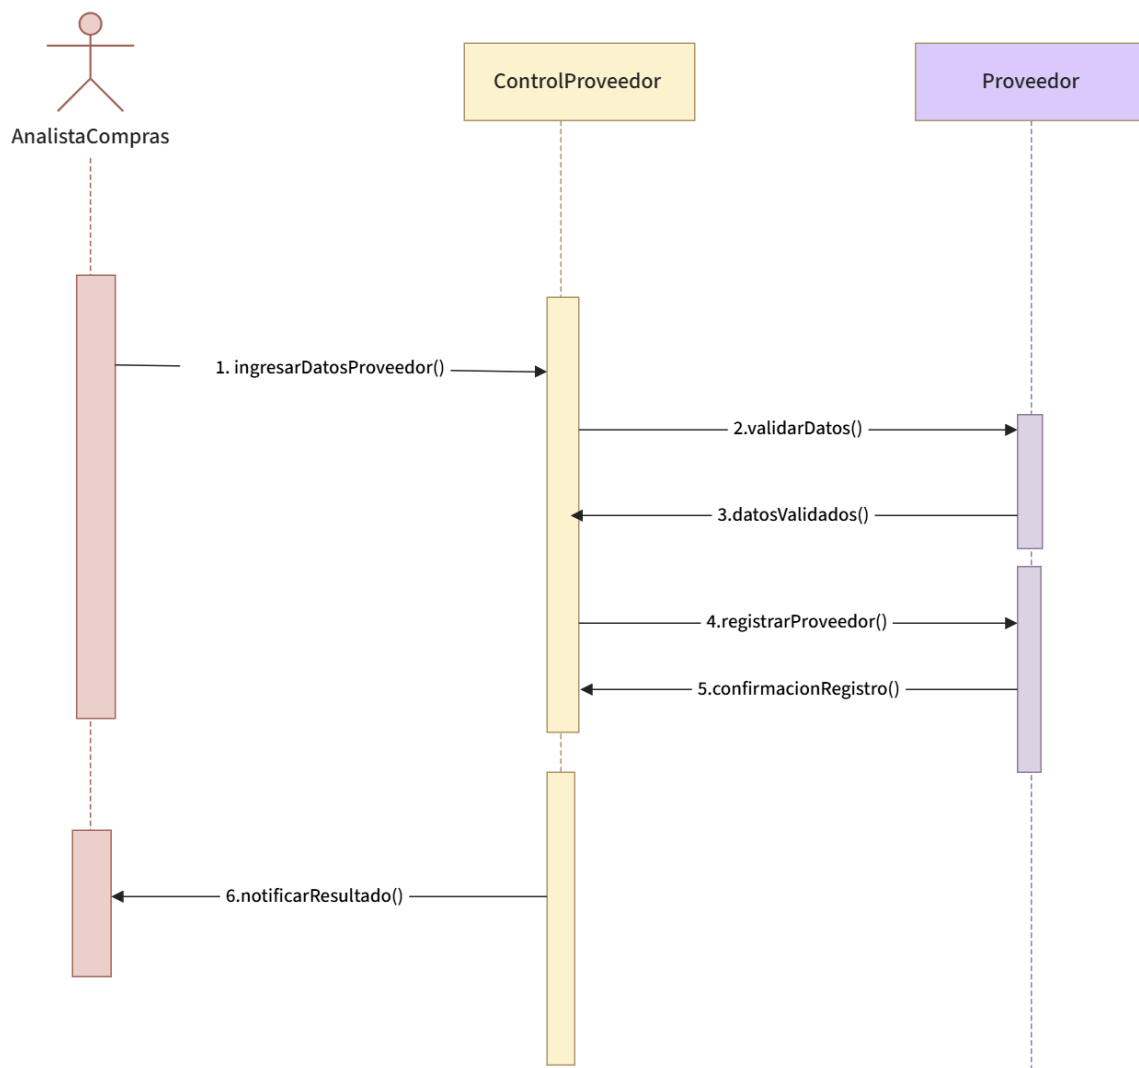 ControlProveedor
Proveedor
AnalistaCompras
1. ingresarDatosProveedor()
2.validarDatos()
3.datosValidados()
4.registrarProveedor()
5.confirmacionRegistro()
6.notificarResultado()